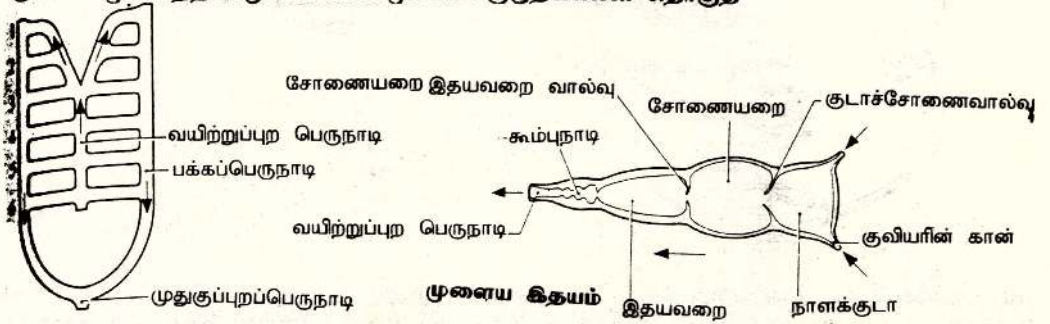 சோணையறை இதயவறை வால்வு
சோணையறை
குடாச்சோணைவால்வு
வயிற்றுப்புற பெருநாடி
கூம்புநாடி
பக்கப்பெருநாடி
வயிற்றுப்புற பெருநாடி
குவியரின் கான்
முதுகுப்புறப்பெருநாடி
முளைய இதயம்
இதயவறை
நாளக்குடா